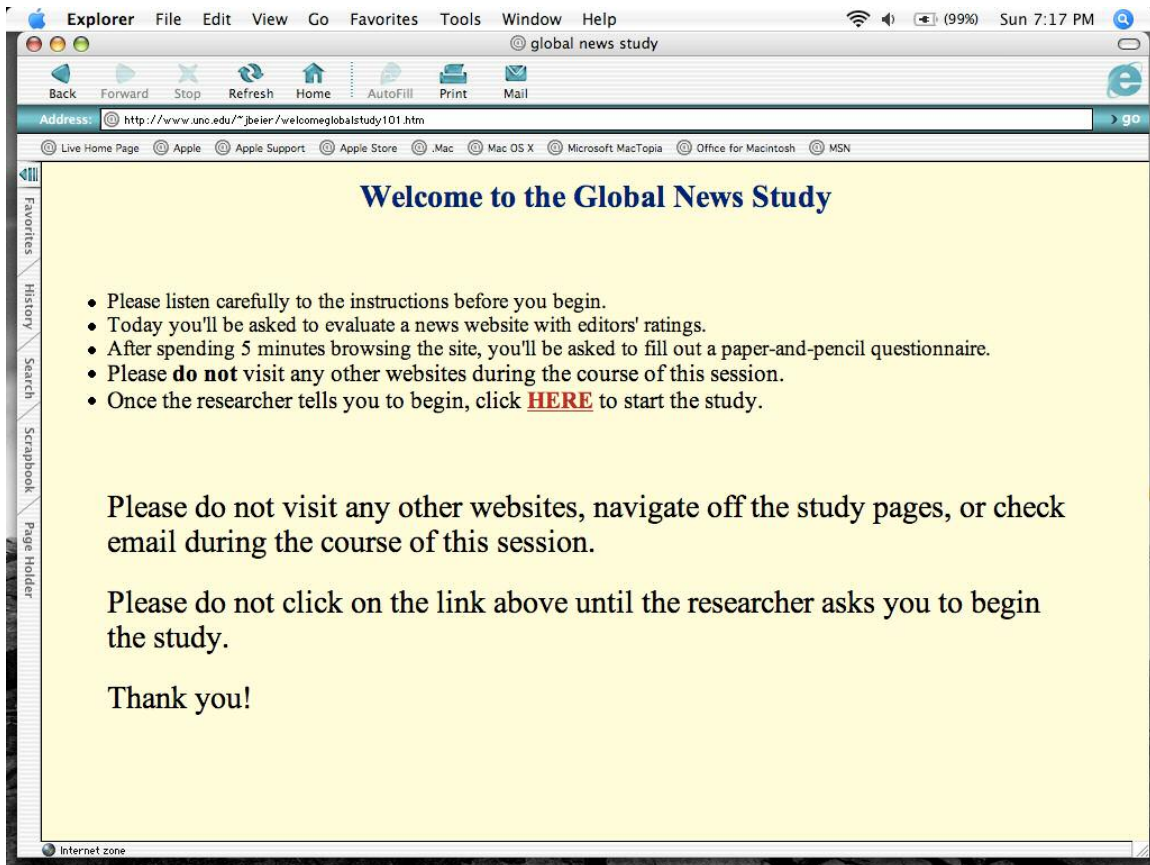 Explorer File Edit View Go Favorites Tools Window Help (99%) Sun 7:17 PM
global news study
Back Forward Stop Refresh Home AutoFill Print Mail
Address: http://www.unc.edu/~jbeier/welcomeglobalstudy101.htm go
Live Home Page Apple Apple Support Apple Store .Mac Mac OS X Microsoft MacTopia Office for Macintosh MSN
Favorites
History
Search
Scrapbook
Page Holder
Welcome to the Global News Study
• Please listen carefully to the instructions before you begin.
• Today you'll be asked to evaluate a news website with editors' ratings.
• After spending 5 minutes browsing the site, you'll be asked to fill out a paper-and-pencil questionnaire.
• Please do not visit any other websites during the course of this session.
• Once the researcher tells you to begin, click HERE to start the study.
Please do not visit any other websites, navigate off the study pages, or check
email during the course of this session.
Please do not click on the link above until the researcher asks you to begin
the study.
Thank you!
Internet zone